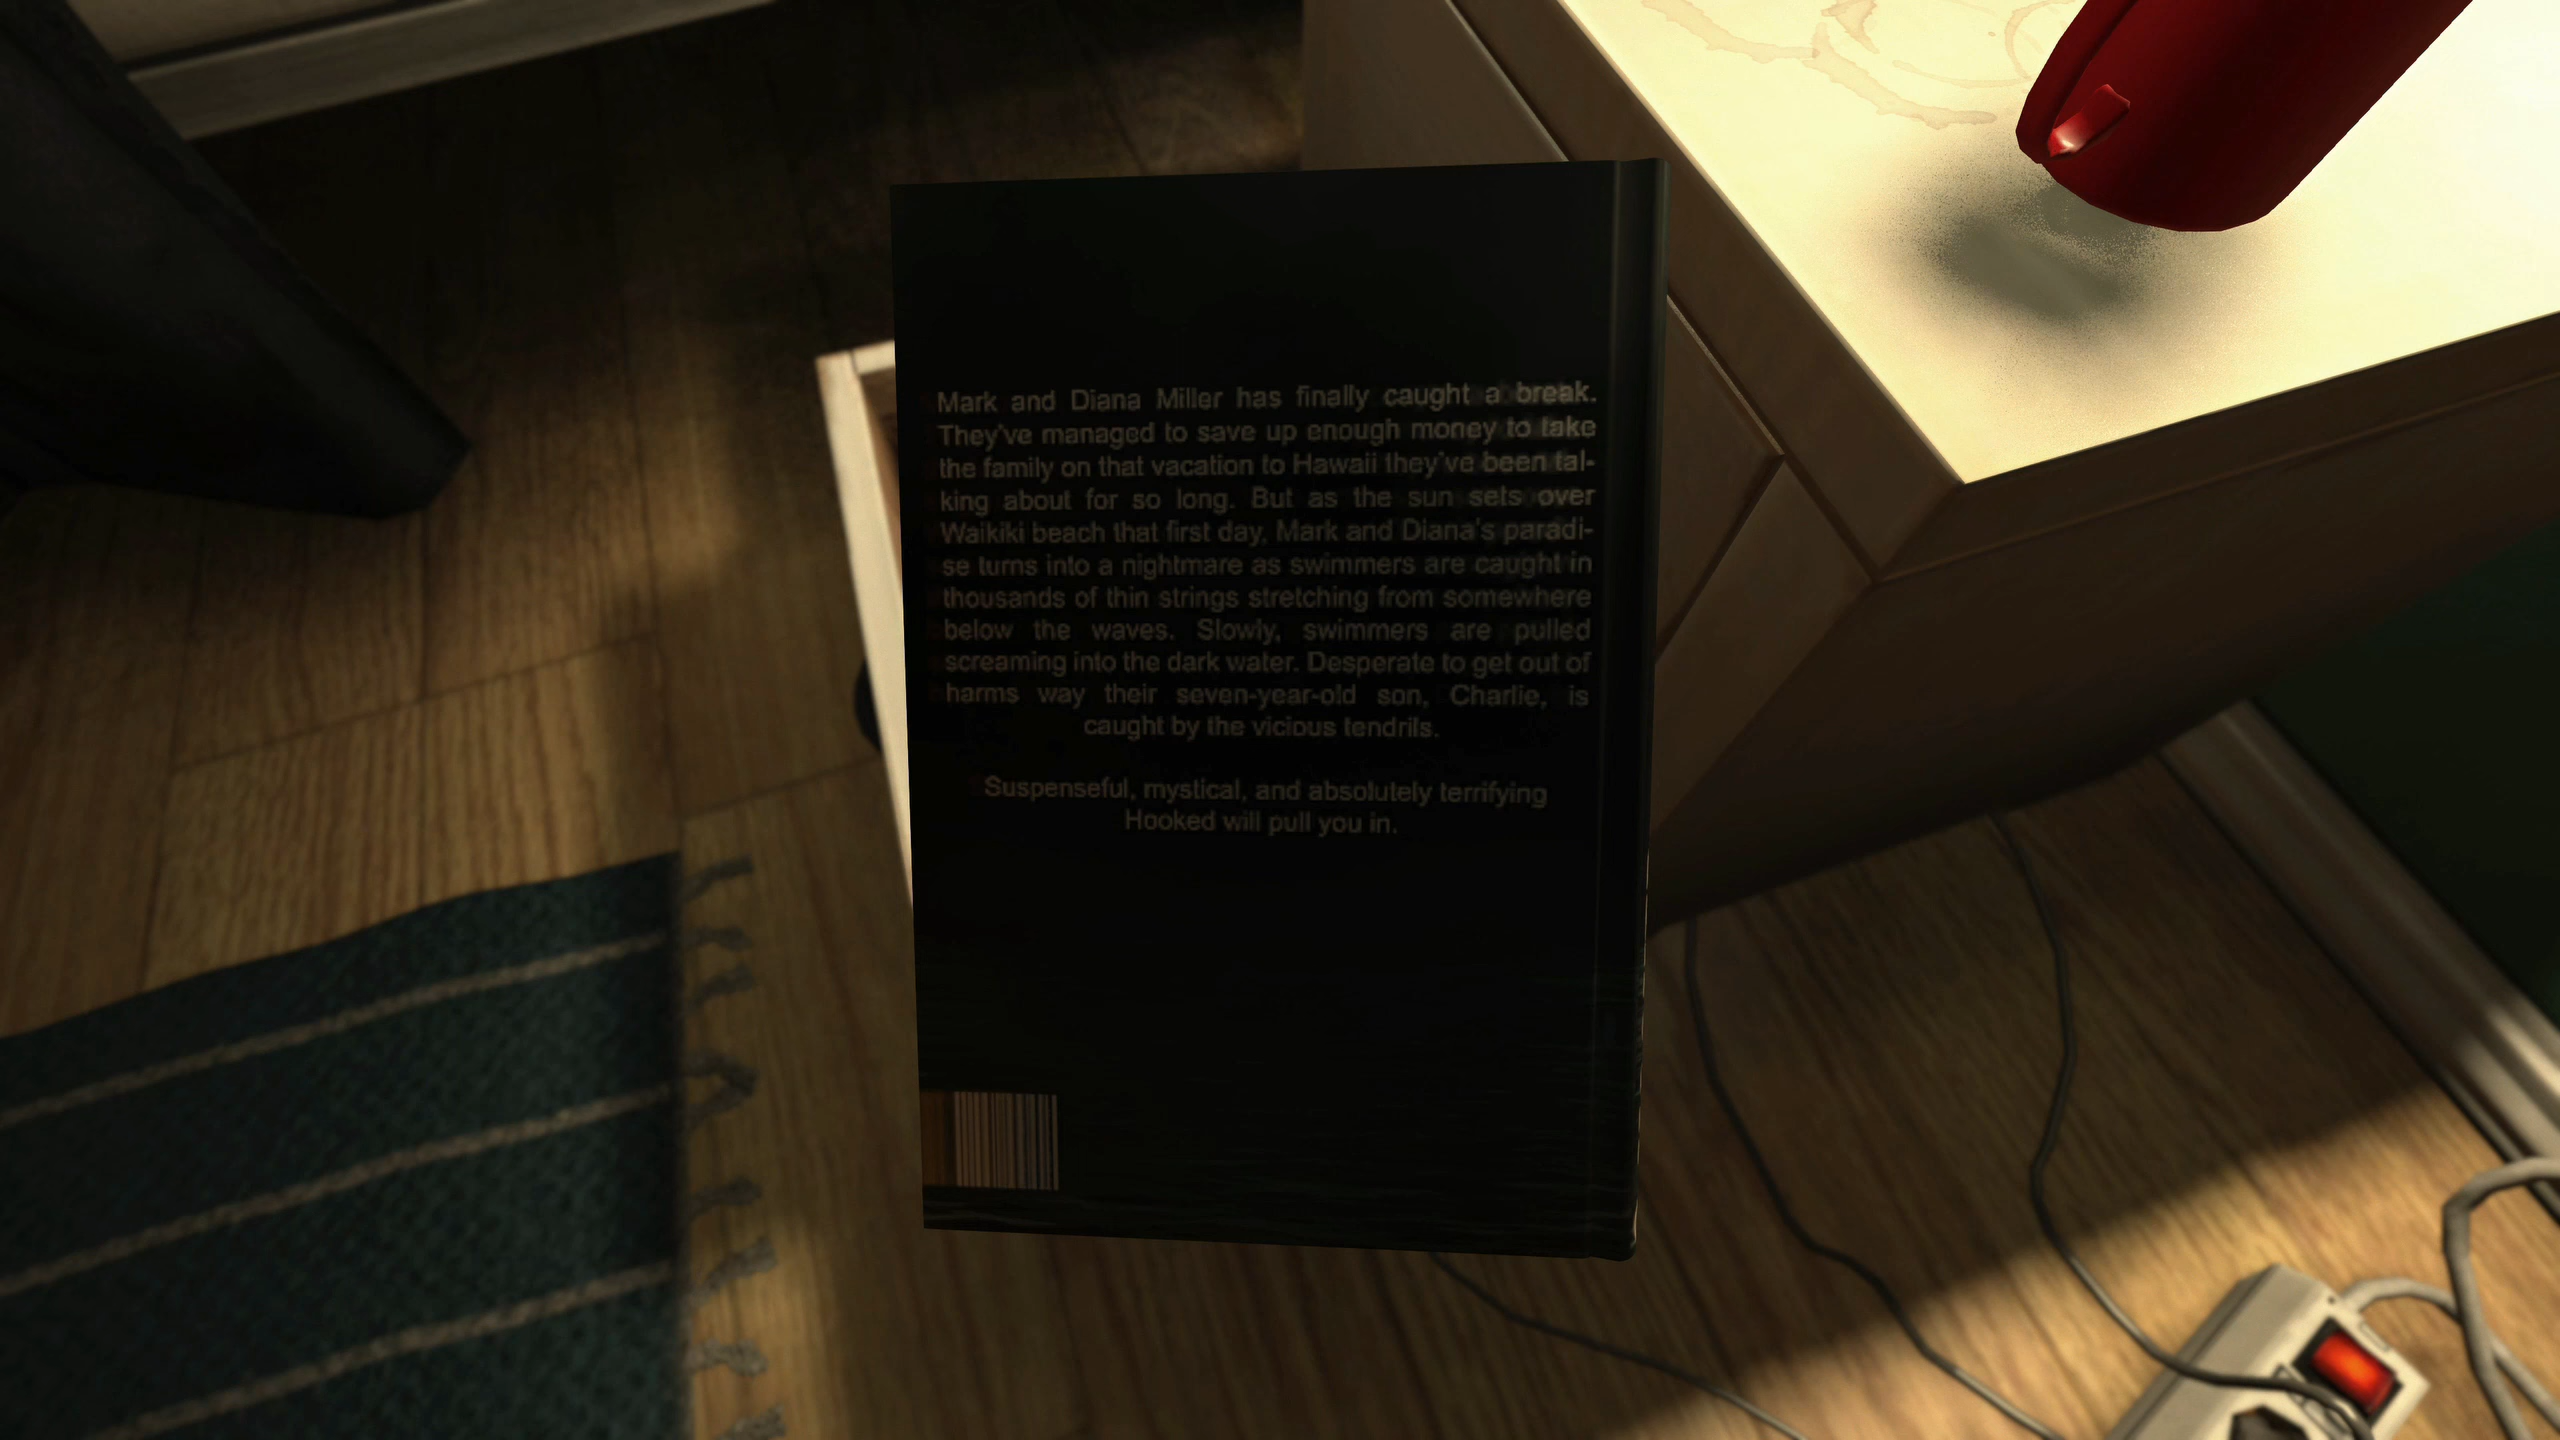 Mark and Diana Miller has finally caught a break.
They've managed to save up enough money to take
the family on that vacation to Hawaii they've been tal-
king about for so long. But as the sun sets over
Waikiki beach that first day, Mark and Diana's paradi-
se turns into a nightmare as swimmers are caught in
thousands of thin strings stretching from somewhere
below the waves. Slowly, swimmers are pulled
screaming into the dark water. Desperate to get out of
harms way their seven-year-old son, Charlie, is
caught by the vicious tendrils.
Suspenseful, mystical, and absolutely terrifying
Hooked will pull you in.